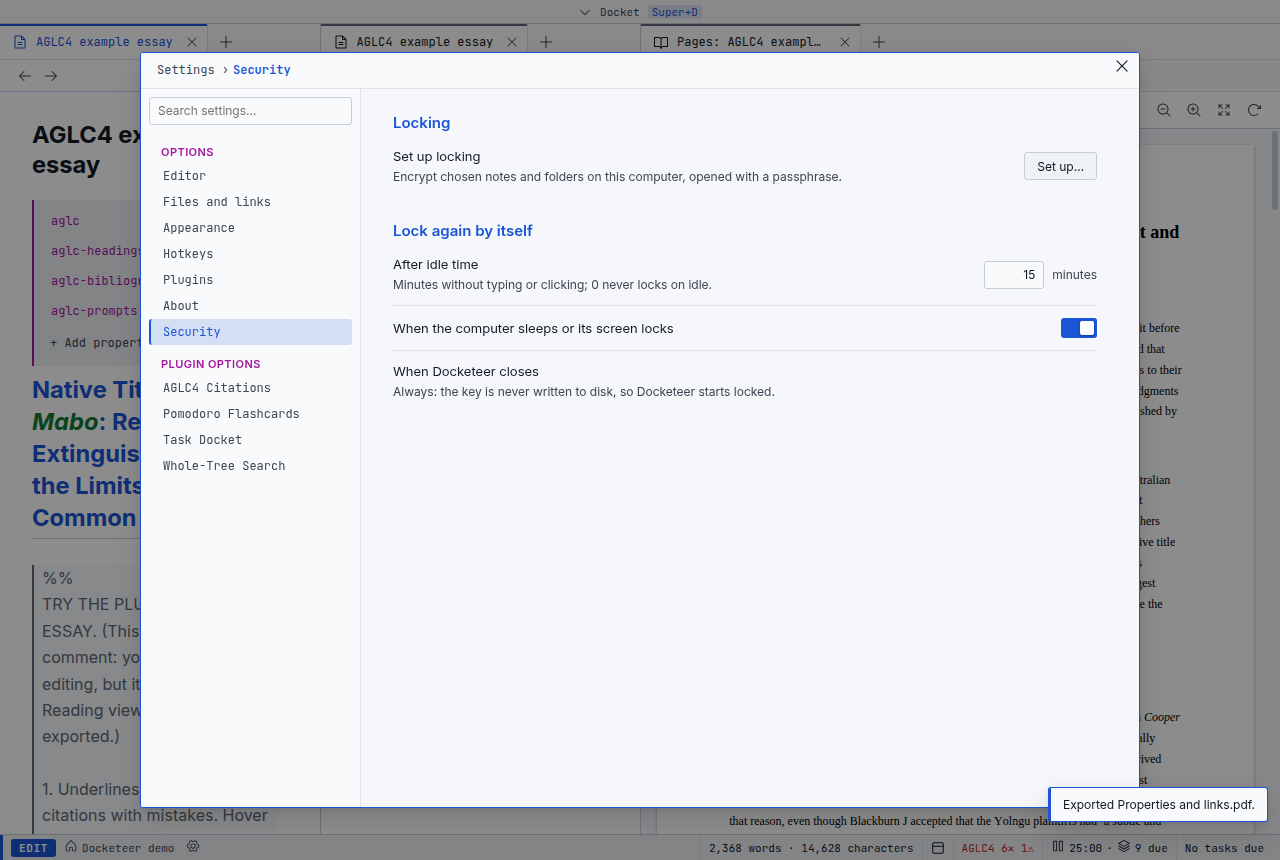 Docket Super+D
AGLC4 example essay
AGLC4 example essay
Pages: AGLC4 exampl…
Settings › Security
Search settings...
OPTIONS
Editor
Files and links
Appearance
Hotkeys
Plugins
About
Security
PLUGIN OPTIONS
AGLC4 Citations
Pomodoro Flashcards
Task Docket
Whole-Tree Search
Locking
Set up locking
Encrypt chosen notes and folders on this computer, opened with a passphrase.
Set up...
Lock again by itself
After idle time
Minutes without typing or clicking; 0 never locks on idle.
15 minutes
When the computer sleeps or its screen locks
When Docketeer closes
Always: the key is never written to disk, so Docketeer starts locked.
AGLC4 ex
essay
aglc
aglc-headings
aglc-bibliog
aglc-prompts
+ Add propert
Native Tit
Mabo: Re
Extinguis
the Limits
Common
%%
TRY THE PLU
ESSAY. (This
comment: yo
editing, but it
Reading view
exported.)
1. Underlines
citations with mistakes. Hover
t and
it before
d that
s to their
dgments
shed by
tralian
t
hers
ive title
s
gest
e the
Cooper
ally
rived
st
that reason, even though Blackburn J accepted that the Yolngu plaintiffs had 'a subtle and
Exported Properties and links.pdf.
EDIT Docketeer demo
2,368 words · 14,628 characters
AGLC4 6× 1⚠
25:00 · 9 due
No tasks due